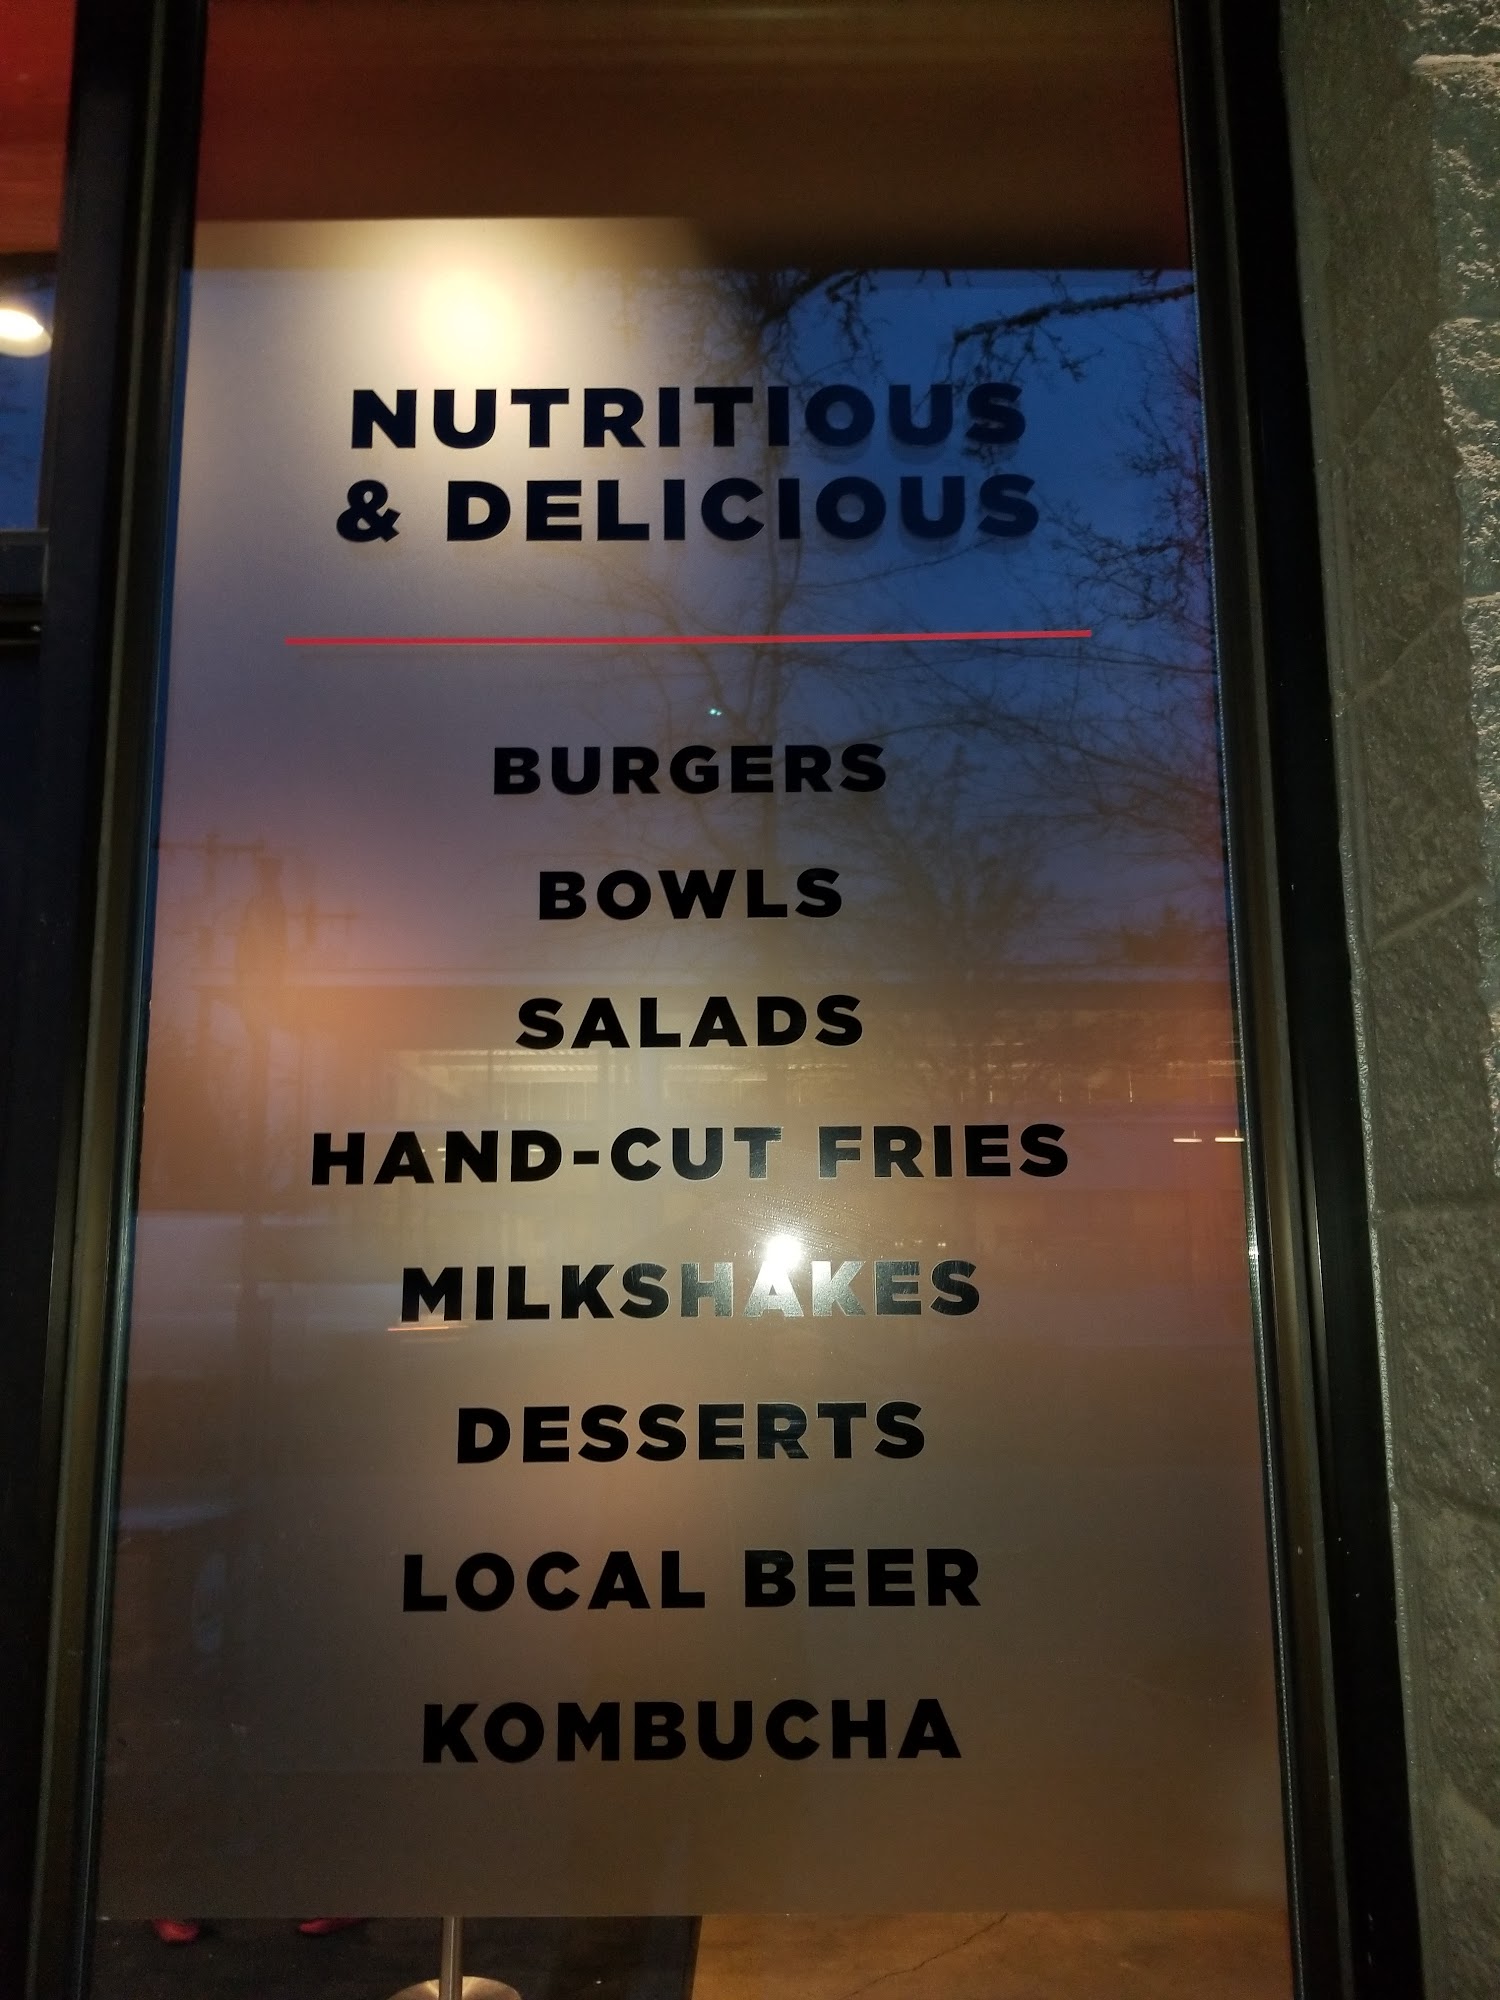 NUTRITIOUS
& DELICIOUS
BURGERS
BOWLS
SALADS
HAND-CUT FRIES
MILKSHAKES
DESSERTS
LOCAL BEER
KOMBUCHA